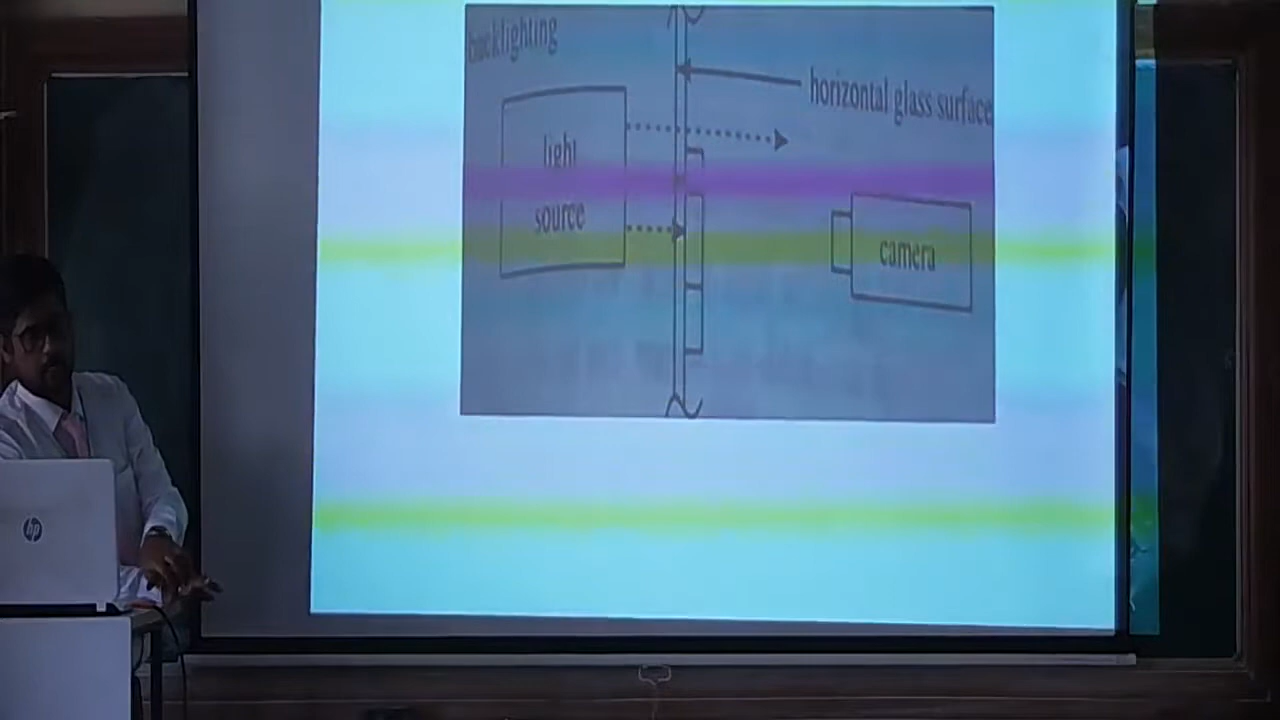 backlighting
horizontal glass surface
light
source
camera
hp